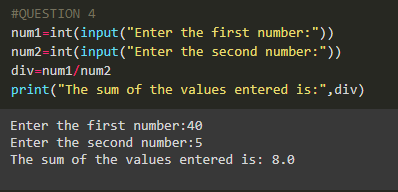 #QUESTION 4
num1=int(input("Enter the first number:"))
num2=int(input("Enter the second number:"))
div=num1/num2
print("The sum of the values entered is:",div)
Enter the first number:40
Enter the second number:5
The sum of the values entered is: 8.0